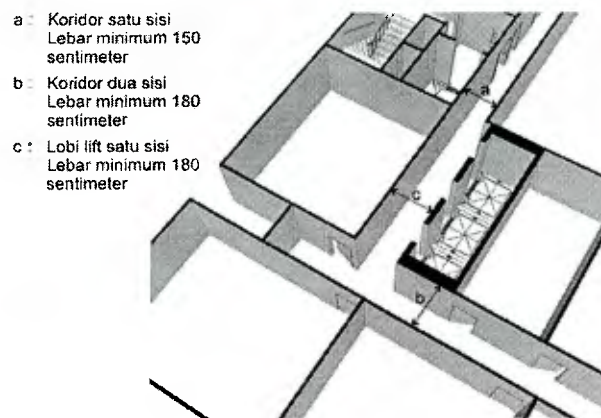 a : Koridor satu sisi
Lebar minimum 150
sentimeter
b : Koridor dua sisi
Lebar minimum 180
sentimeter
c : Lobi lift satu sisi
Lebar minimum 180
sentimeter
a
c
b